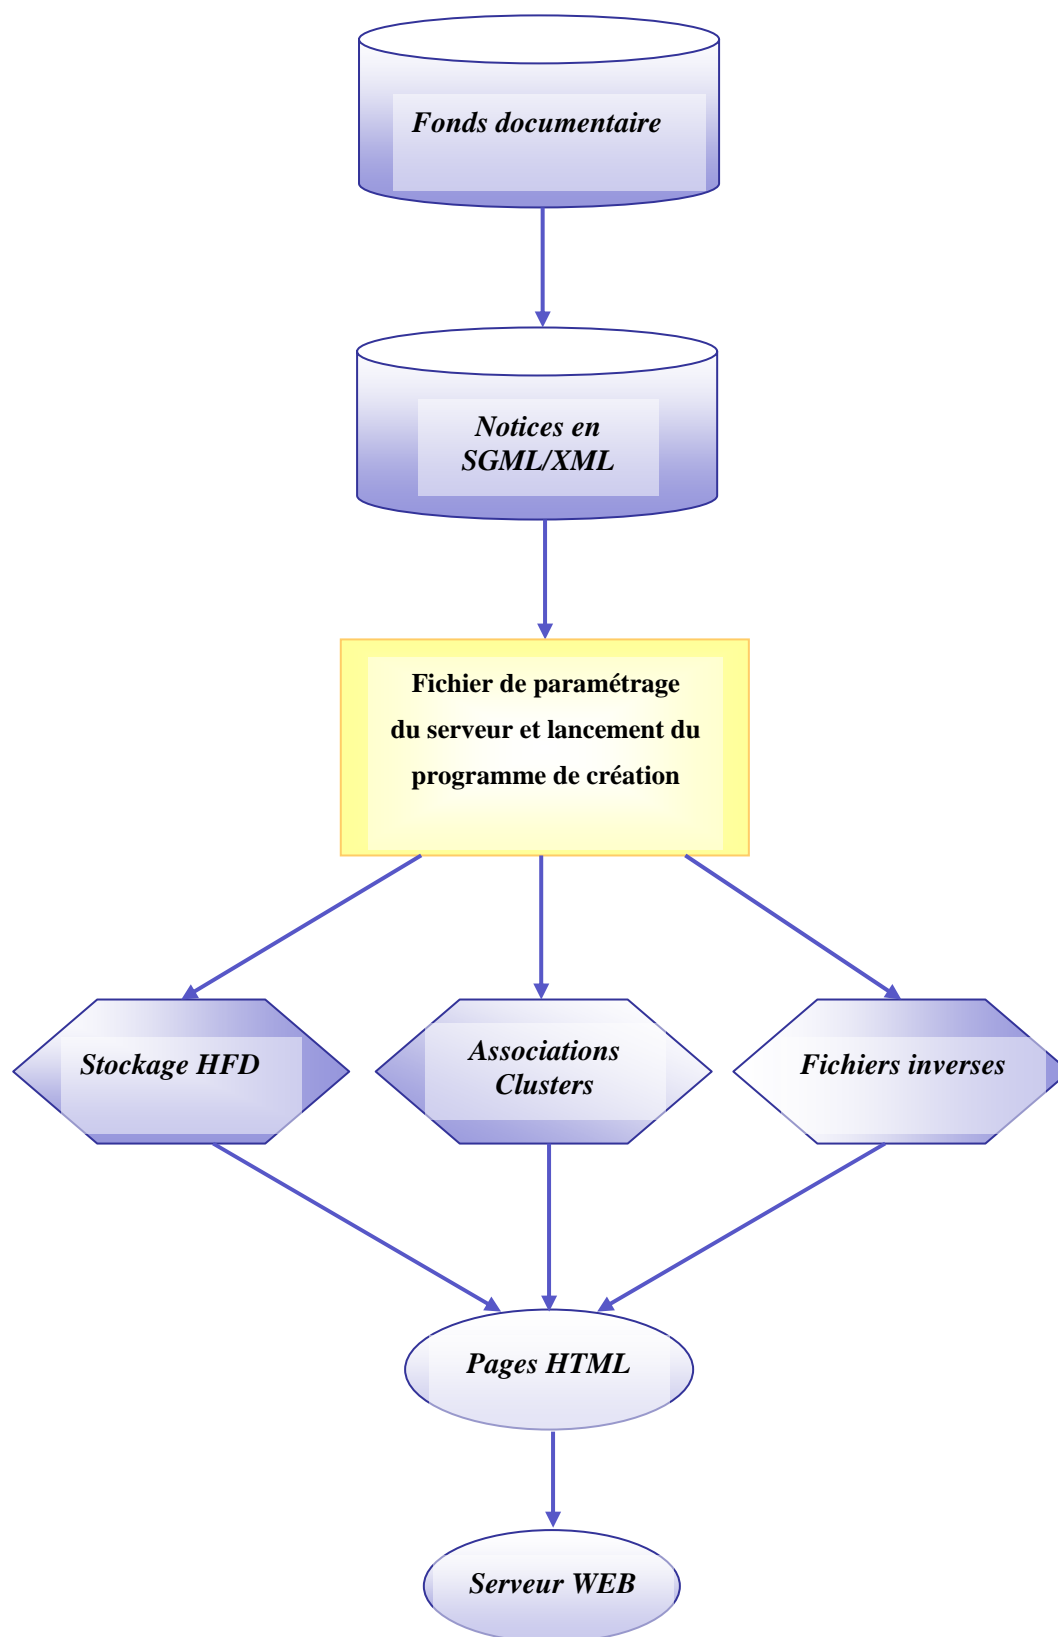 Fonds documentaire
Notices en
SGML/XML
Fichier de paramétrage
du serveur et lancement du
programme de création
Stockage HFD
Associations
Clusters
Fichiers inverses
Pages HTML
Serveur WEB